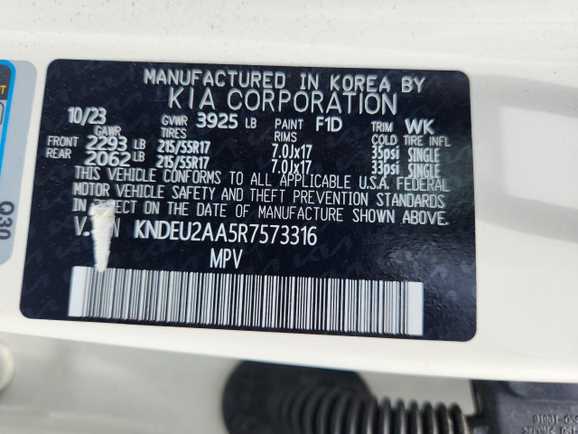 MANUFACTURED IN KOREA BY
KIA CORPORATION
10/23 GVWR 3925 LB PAINT F1D TRIM WK
GAWR TIRES RIMS COLD TIRE INFL
FRONT 2293 LB 215/55R17 7.0Jx17 35psi SINGLE
REAR 2062 LB 215/55R17 7.0Jx17 33psi SINGLE
THIS VEHICLE CONFORMS TO ALL APPLICABLE U.S.A. FEDERAL
MOTOR VEHICLE SAFETY AND THEFT PREVENTION STANDARDS
IN EFFECT ON THE DATE OF MANUFACTURE SHOWN ABOVE.
V. N KNDEU2AA5R7573316
MPV